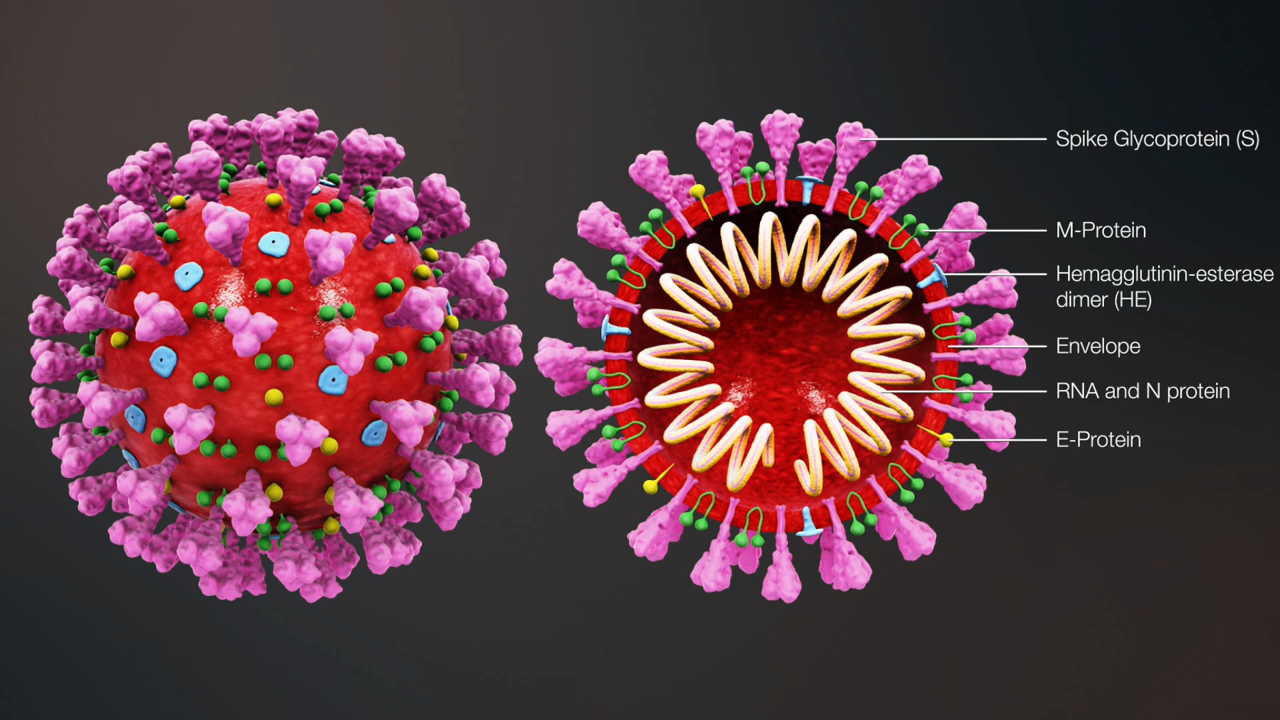 Spike Glycoprotein (S)
M-Protein
Hemagglutinin-esterase
dimer (HE)
Envelope
RNA and N protein
E-Protein